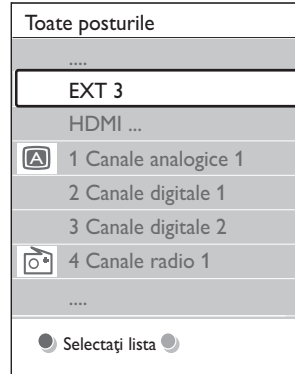 Toate posturile
....
EXT 3
HDMI ...
A 1 Canale analogice 1
2 Canale digitale 1
3 Canale digitale 2
4 Canale radio 1
....
Selectaţi lista